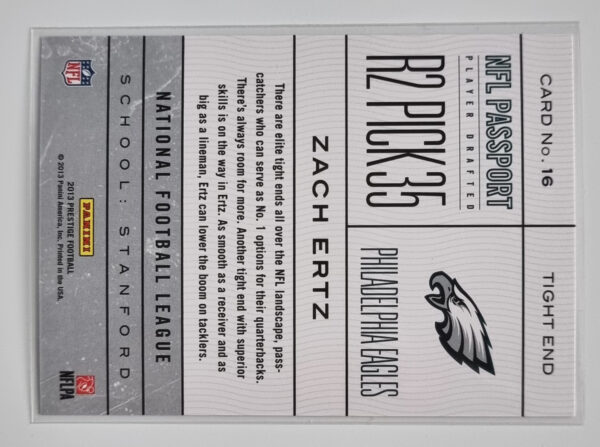 CARD No. 16
TIGHT END
NFL PASSPORT
PLAYER DRAFTED
R2 PICK 35
PHILADELPHIA EAGLES
ZACH ERTZ
There are elite tight ends all over the NFL landscape, pass-
catchers who can serve as No. 1 options for their quarterbacks.
There's always room for more: Another tight end with superior
skills is on the way in Ertz. As smooth as a receiver and as
big as a lineman, Ertz can lower the boom on tacklers.
NATIONAL FOOTBALL LEAGUE
SCHOOL: STANFORD
NFL
PANINI
2013 PRESTIGE FOOTBALL
© 2013 Panini America, Inc. Printed in the USA.
NFLPA